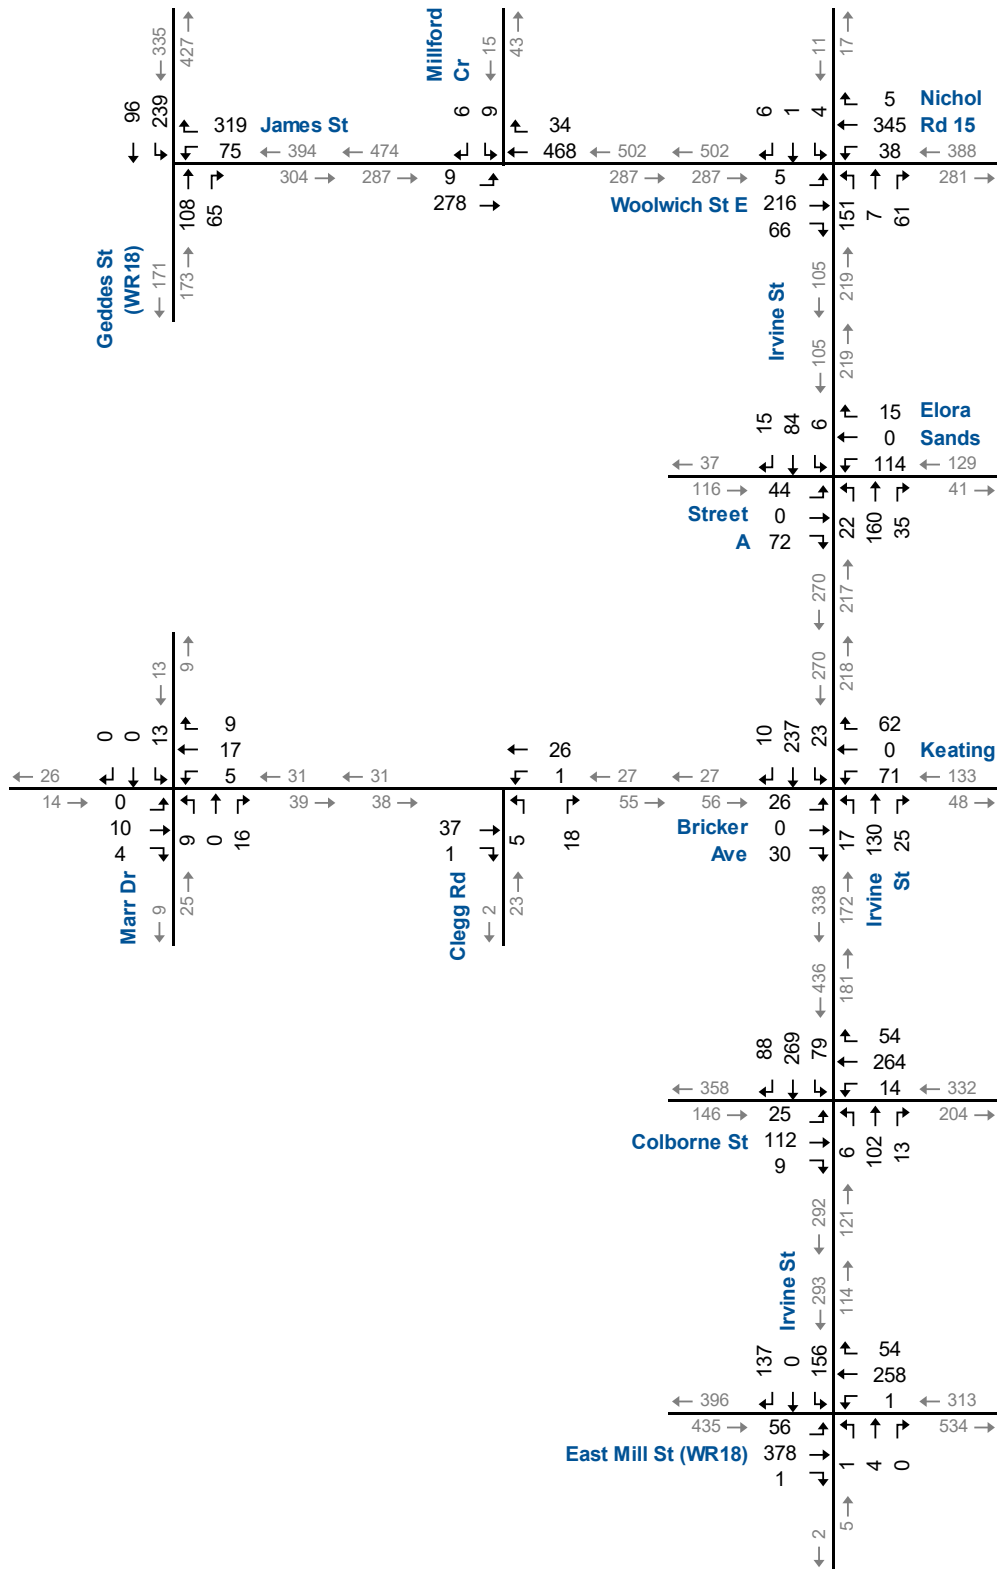 335 427 Millford Cr 15 43 11 17
96 239 6 9 6 1 4
319 James St 34 5 Nichol
345 Rd 15
75 394 474 468 502 502 38 388
304 287 9 287 287 5 281
278 Woolwich St E 216
66
108 65 151 7 61
Geddes St (WR18) 171 173 Irvine St 105 219
105 219
15 84 6 15 Elora
0 Sands
37 114 129
116 44 41
Street 0
A 72
22 160 35
270 217
13 9 270 218
0 0 13 9 10 237 23 62
17 26 0 Keating
26 5 31 31 1 27 27 71 133
14 0 39 38 55 56 26 48
10 37 Bricker 0
4 1 Ave 30
9 0 16 5 18 17 130 25
Marr Dr 9 25 Clegg Rd 2 23 338 172 Irvine St
436 181
88 269 79 54
264
358 14 332
146 25 204
Colborne St 112
9
6 102 13
292 121
Irvine St 293 114
137 0 156 54
258
396 1 313
435 56 534
East Mill St (WR18) 378
1
1 4 0
2 5